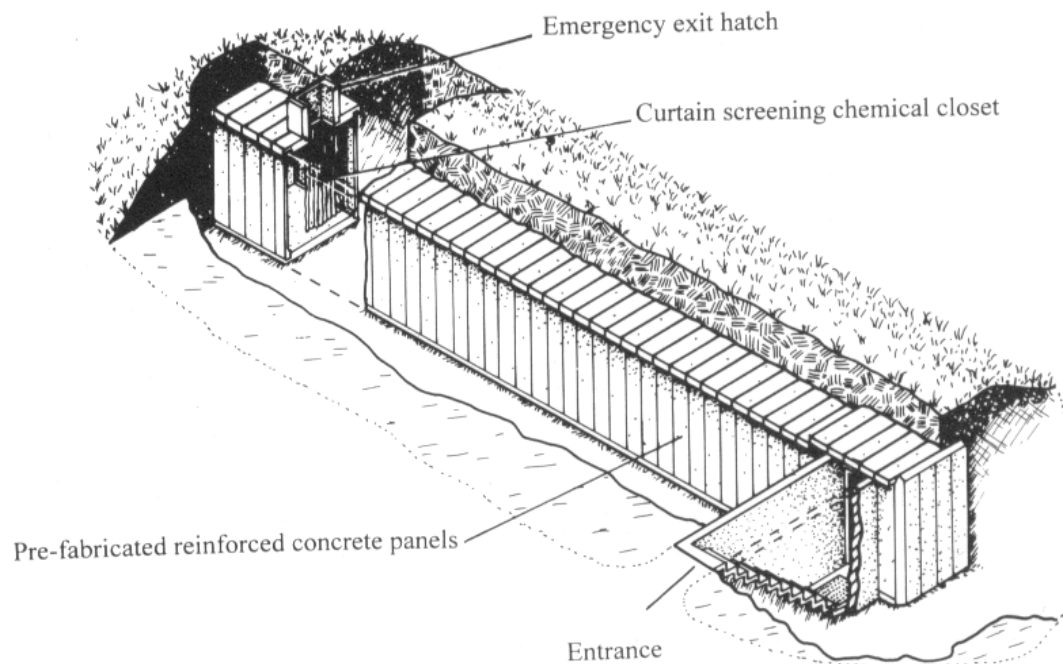 Emergency exit hatch
Curtain screening chemical closet
Pre-fabricated reinforced concrete panels
Entrance